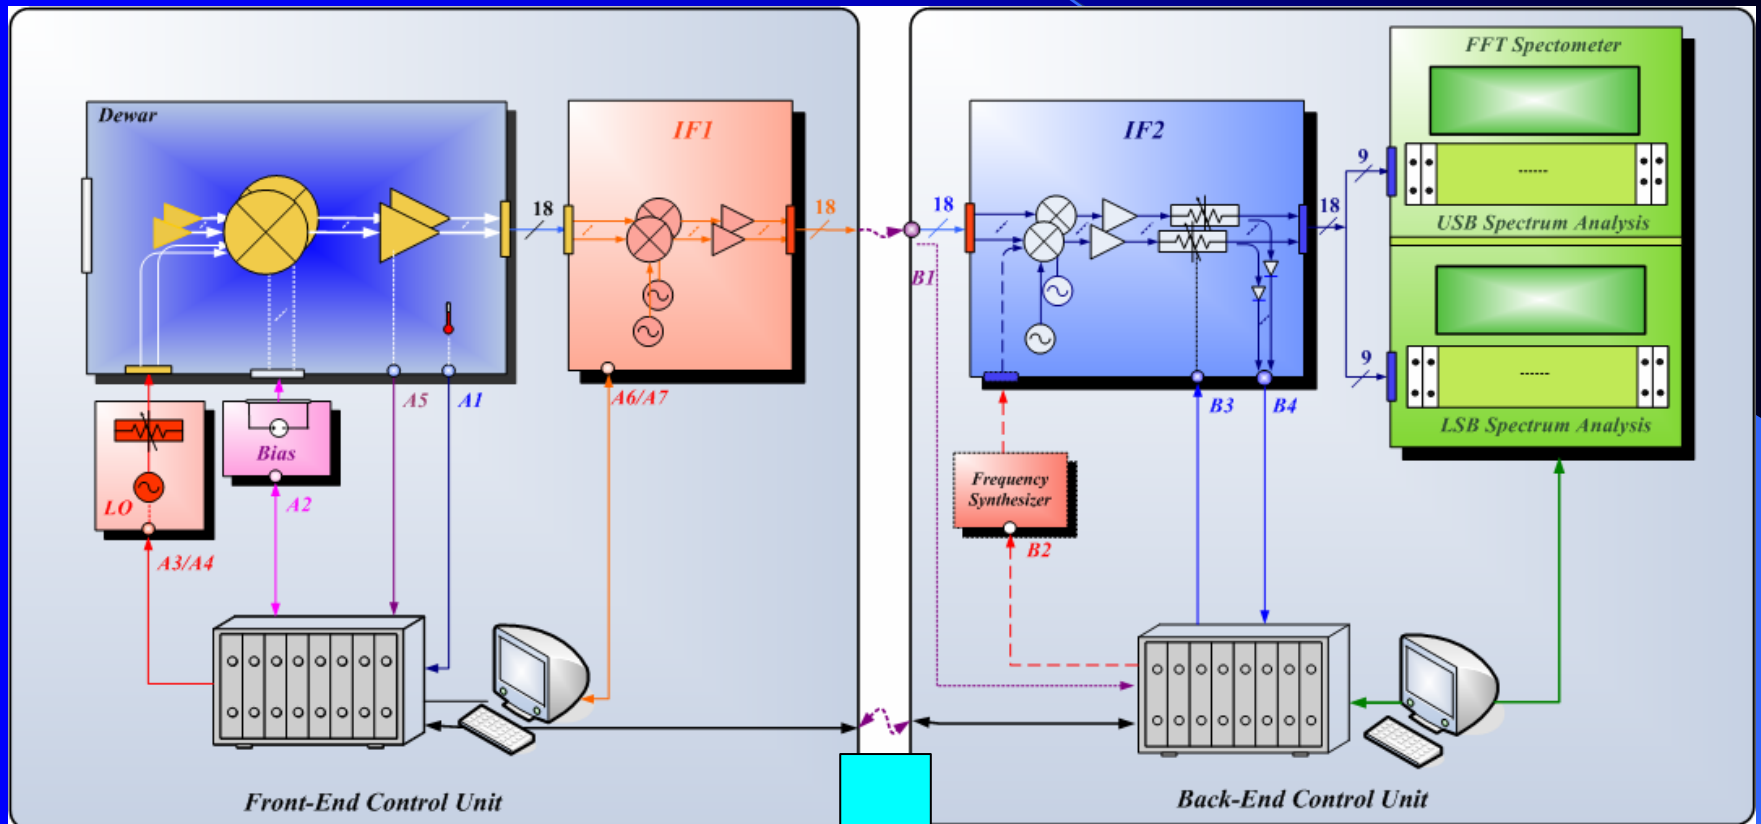 FFT Spectometer
Dewar
IF1
IF2
9
18
18
18
18
USB Spectrum Analysis
B1
9
A5
A1
A6/A7
B3
B4
LSB Spectrum Analysis
Bias
LO
A2
Frequency
Synthesizer
A3/A4
B2
Front-End Control Unit
Back-End Control Unit